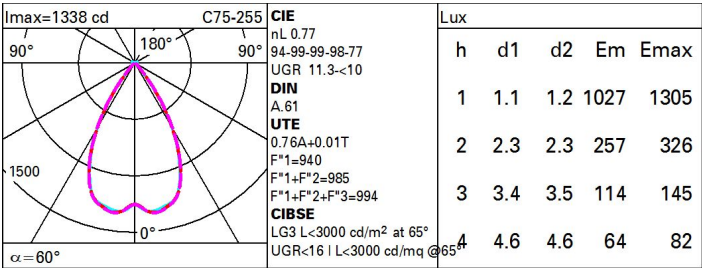 Imax=1338 cd C75-255
90° 180° 90°
1500
0°
α=60°
CIE
nL 0.77
94-99-99-98-77
UGR 11.3-<10
DIN
A.61
UTE
0.76A+0.01T
F"1=940
F"1+F"2=985
F"1+F"2+F"3=994
CIBSE
LG3 L<3000 cd/m² at 65°
UGR<16 | L<3000 cd/mq @65°
Lux
h d1 d2 Em Emax
1 1.1 1.2 1027 1305
2 2.3 2.3 257 326
3 3.4 3.5 114 145
4 4.6 4.6 64 82